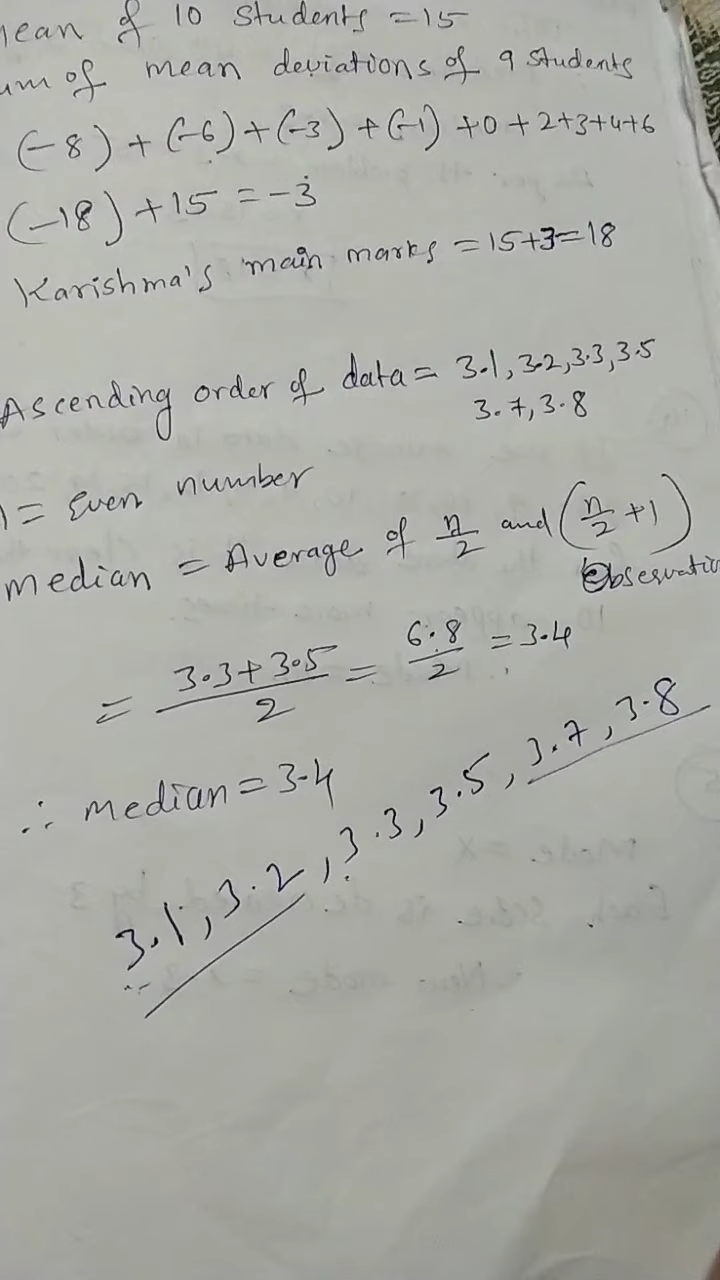 mean of 10 students = 15
um of mean deviations of 9 students
(-8) + (-6) + (-3) + (-1) + 0 + 2+3+4+6
(-18) + 15 = -3
Karishma's main marks = 15+3=18
Ascending order of data = 3.1, 3.2, 3.3, 3.5
3.7, 3.8
n = Even number
median = Average of n/2 and (n/2 + 1)
Observatio
= 3.3 + 3.5 / 2 = 6.8 / 2 = 3.4
∴ median = 3.4
3.1, 3.2, 3.3, 3.5, 3.7, 3.8